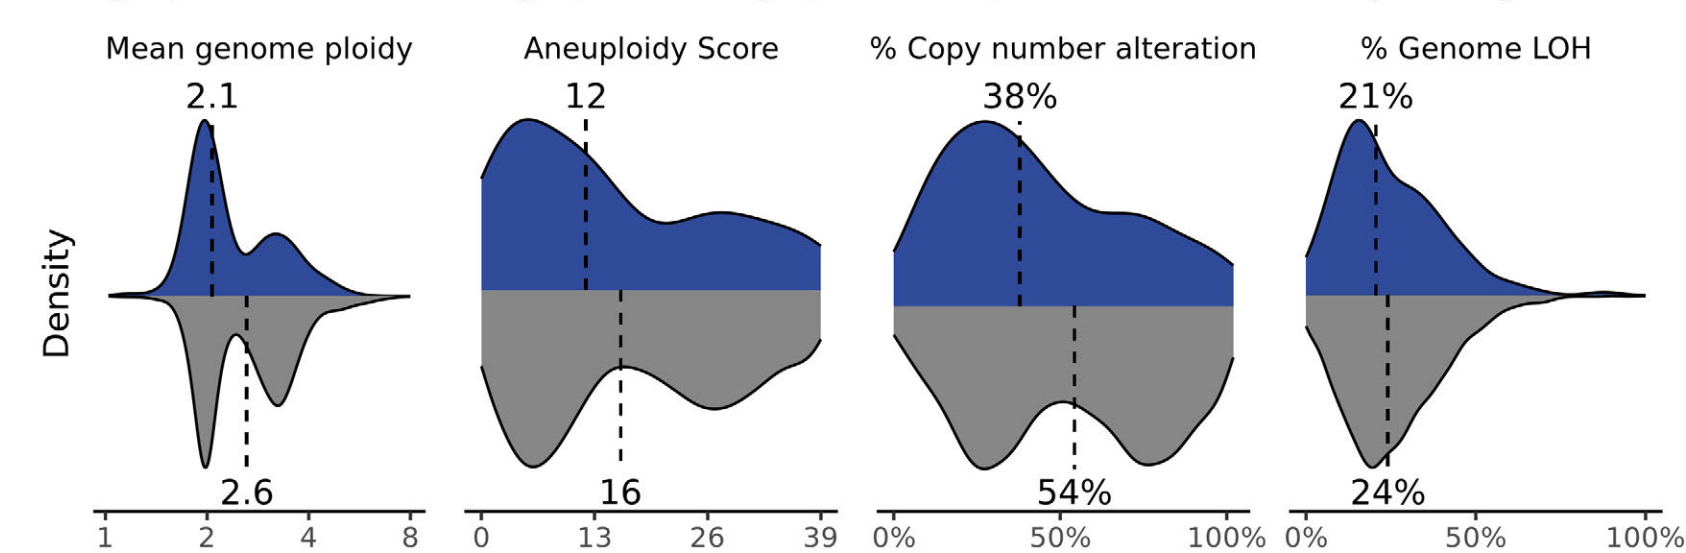 Mean genome ploidy
Aneuploidy Score
% Copy number alteration
% Genome LOH
2.1
12
38%
21%
Density
2.6
16
54%
24%
1 2 4 8
0 13 26 39
0% 50% 100%
0% 50% 100%